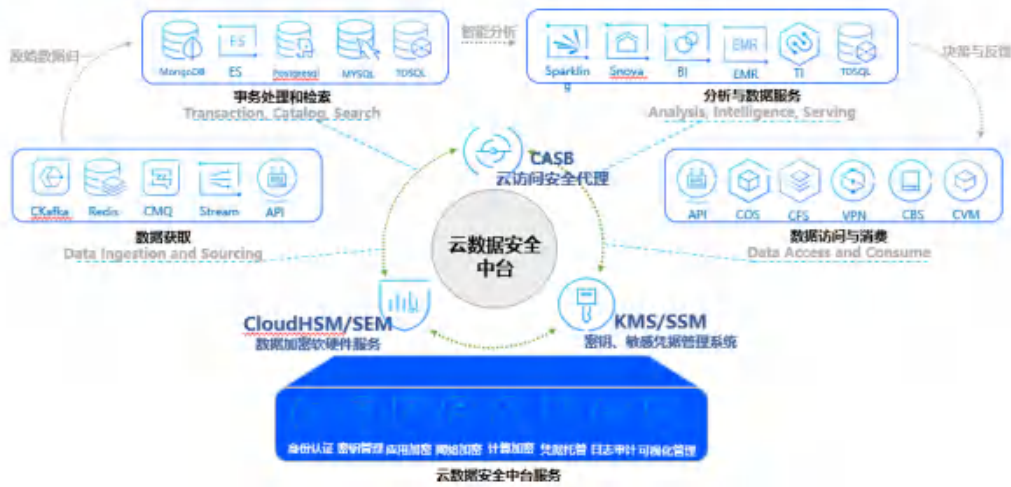 原始数据归
智能分析
决策与反馈
MongoDB
ES
ES
Postgresql
MYSQL
TDSQL
事务处理和检索
Transaction, Catalog, Search
Sparkling
Snova
BI
EMR
EMR
TI
TDSQL
分析与数据服务
Analysis, Intelligence, Serving
CKafka
Redis
CMQ
Stream
API
数据获取
Data Ingestion and Sourcing
CASB
云访问安全代理
API
COS
CFS
VPN
CBS
CVM
数据访问与消费
Data Access and Consume
云数据安全
中台
CloudHSM/SEM
数据加密软硬件服务
KMS/SSM
密钥、敏感凭据管理系统
身份认证 密钥管理 应用加密 网络加密 计算加密 凭据托管 日志审计 可视化管理
云数据安全中台服务